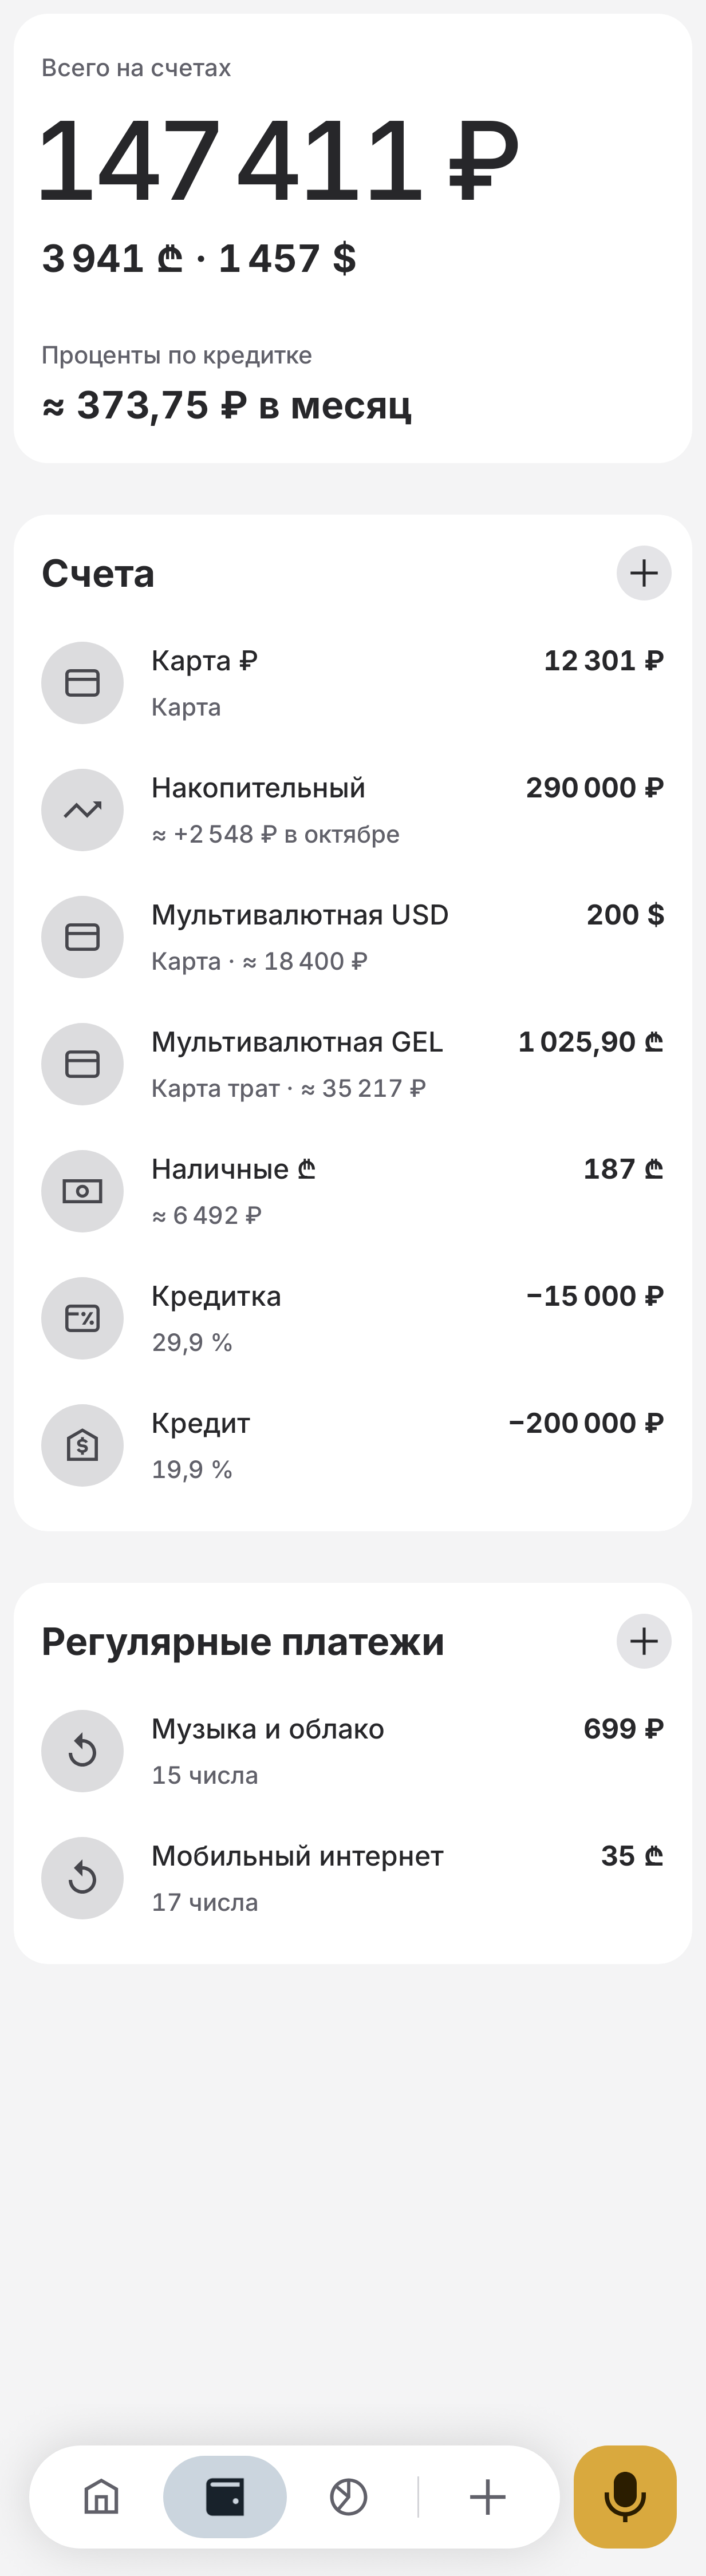 Всего на счетах
147 411 ₽
3 941 ₾ · 1 457 $
Проценты по кредитке
≈ 373,75 ₽ в месяц
Счета
Карта ₽
12 301 ₽
Карта
Накопительный
290 000 ₽
≈ +2 548 ₽ в октябре
Мультивалютная USD
200 $
Карта · ≈ 18 400 ₽
Мультивалютная GEL
1 025,90 ₾
Карта трат · ≈ 35 217 ₽
Наличные ₾
187 ₾
≈ 6 492 ₽
Кредитка
−15 000 ₽
29,9 %
Кредит
−200 000 ₽
19,9 %
Регулярные платежи
Музыка и облако
699 ₽
15 числа
Мобильный интернет
35 ₾
17 числа